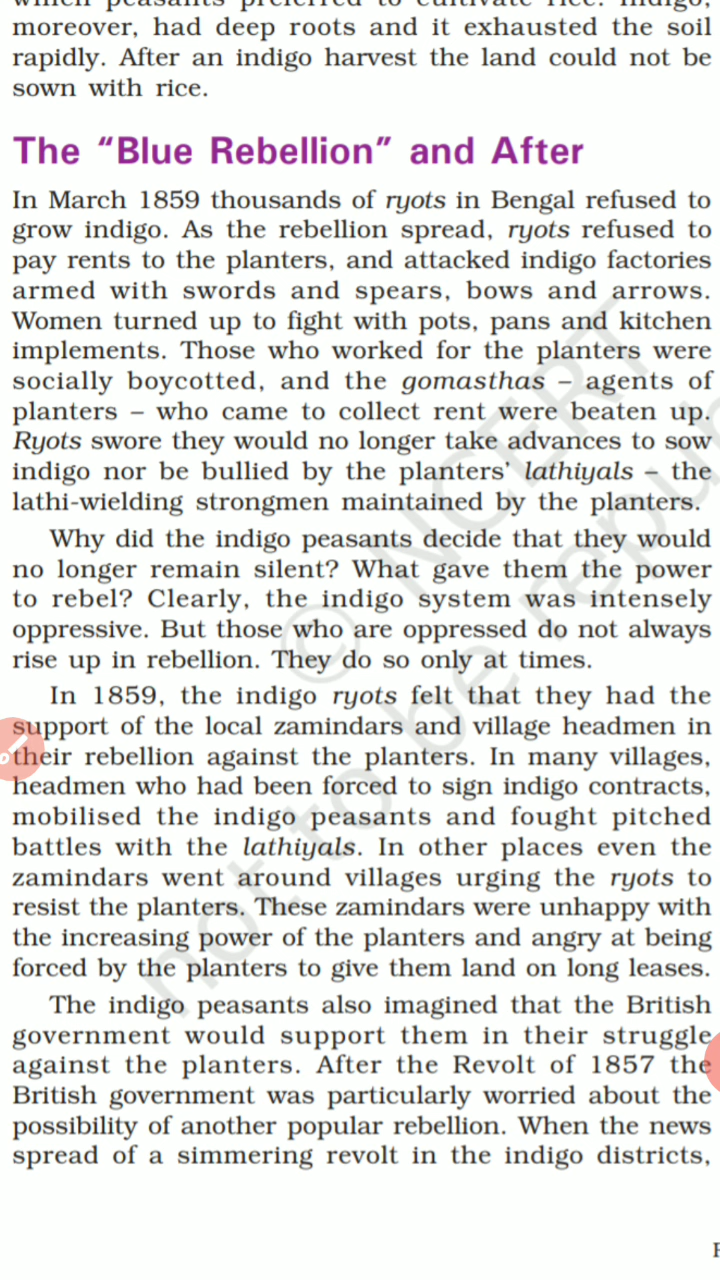 which peasants preferred to cultivate rice. Indigo,
moreover, had deep roots and it exhausted the soil
rapidly. After an indigo harvest the land could not be
sown with rice.
The “Blue Rebellion” and After
In March 1859 thousands of ryots in Bengal refused to
grow indigo. As the rebellion spread, ryots refused to
pay rents to the planters, and attacked indigo factories
armed with swords and spears, bows and arrows.
Women turned up to fight with pots, pans and kitchen
implements. Those who worked for the planters were
socially boycotted, and the gomasthas – agents of
planters – who came to collect rent were beaten up.
Ryots swore they would no longer take advances to sow
indigo nor be bullied by the planters’ lathiyals – the
lathi-wielding strongmen maintained by the planters.
Why did the indigo peasants decide that they would
no longer remain silent? What gave them the power
to rebel? Clearly, the indigo system was intensely
oppressive. But those who are oppressed do not always
rise up in rebellion. They do so only at times.
In 1859, the indigo ryots felt that they had the
support of the local zamindars and village headmen in
their rebellion against the planters. In many villages,
headmen who had been forced to sign indigo contracts,
mobilised the indigo peasants and fought pitched
battles with the lathiyals. In other places even the
zamindars went around villages urging the ryots to
resist the planters. These zamindars were unhappy with
the increasing power of the planters and angry at being
forced by the planters to give them land on long leases.
The indigo peasants also imagined that the British
government would support them in their struggle
against the planters. After the Revolt of 1857 the
British government was particularly worried about the
possibility of another popular rebellion. When the news
spread of a simmering revolt in the indigo districts,
© NCERT
not to be repub